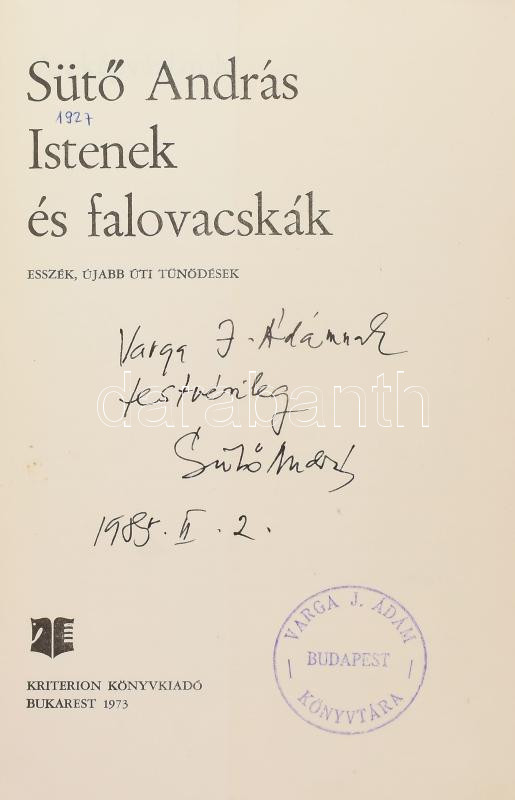 Sütő András
1927
Istenek
és falovacskák
ESSZÉK, ÚJABB ÚTI TŰNŐDÉSEK
Varga J. Ádámnak
testvérileg
darabanth
Sütő András
1985. II. 2.
VARGA J. ÁDÁM
BUDAPEST
KÖNYVTÁRA
KRITERION KÖNYVKIADÓ
BUKAREST 1973